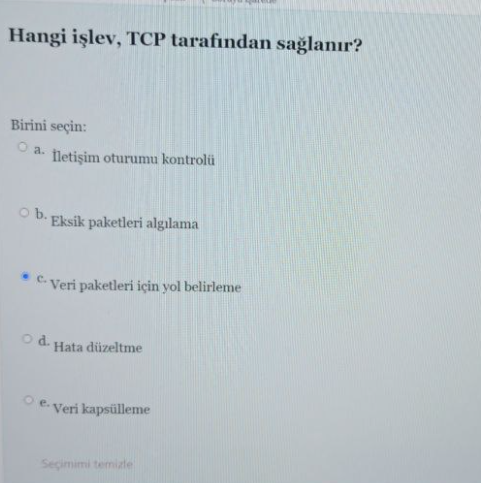 Hangi işlev, TCP tarafından sağlanır?
Birini seçin:
a. İletişim oturumu kontrolü
b. Eksik paketleri algılama
c. Veri paketleri için yol belirleme
d. Hata düzeltme
e. Veri kapsülleme
Seçimimi temizle